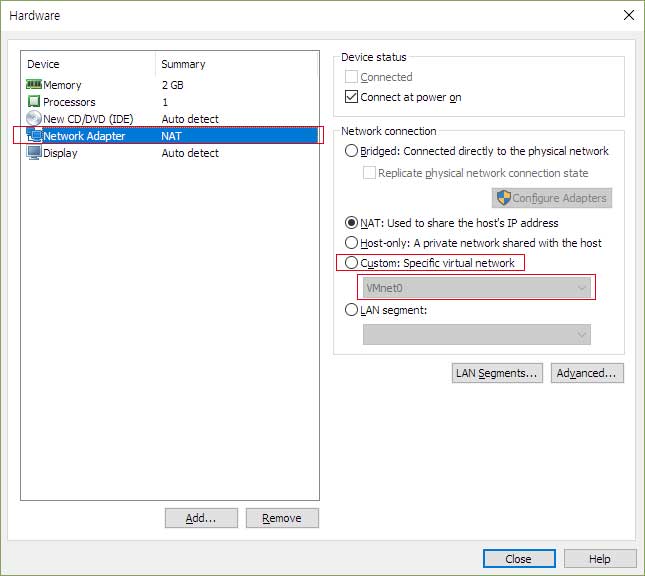 Hardware
Device Summary
Memory 2 GB
Processors 1
New CD/DVD (IDE) Auto detect
Network Adapter NAT
Display Auto detect
Add... Remove
Device status
Connected
Connect at power on
Network connection
Bridged: Connected directly to the physical network
Replicate physical network connection state
Configure Adapters
NAT: Used to share the host's IP address
Host-only: A private network shared with the host
Custom: Specific virtual network
VMnet0
LAN segment:
LAN Segments... Advanced...
Close Help